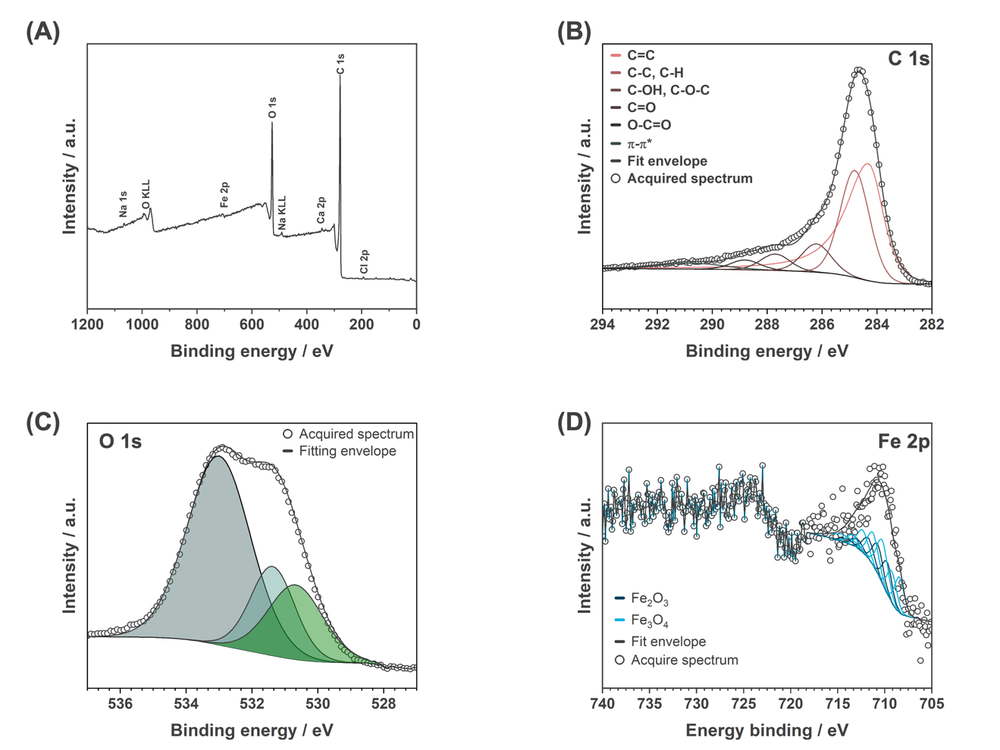 (A)
Intensity / a.u.
Na 1s
O KLL
Fe 2p
O 1s
Na KLL
Ca 2p
C 1s
Cl 2p
1200 1000 800 600 400 200 0
Binding energy / eV
(B)
C 1s
Intensity / a.u.
C=C
C-C, C-H
C-OH, C-O-C
C=O
O-C=O
π-π*
Fit envelope
Acquired spectrum
294 292 290 288 286 284 282
Binding energy / eV
(C)
O 1s
Intensity / a.u.
Acquired spectrum
Fitting envelope
536 534 532 530 528
Binding energy / eV
(D)
Fe 2p
Intensity / a.u.
Fe₂O₃
Fe₃O₄
Fit envelope
Acquire spectrum
740 735 730 725 720 715 710 705
Energy binding / eV